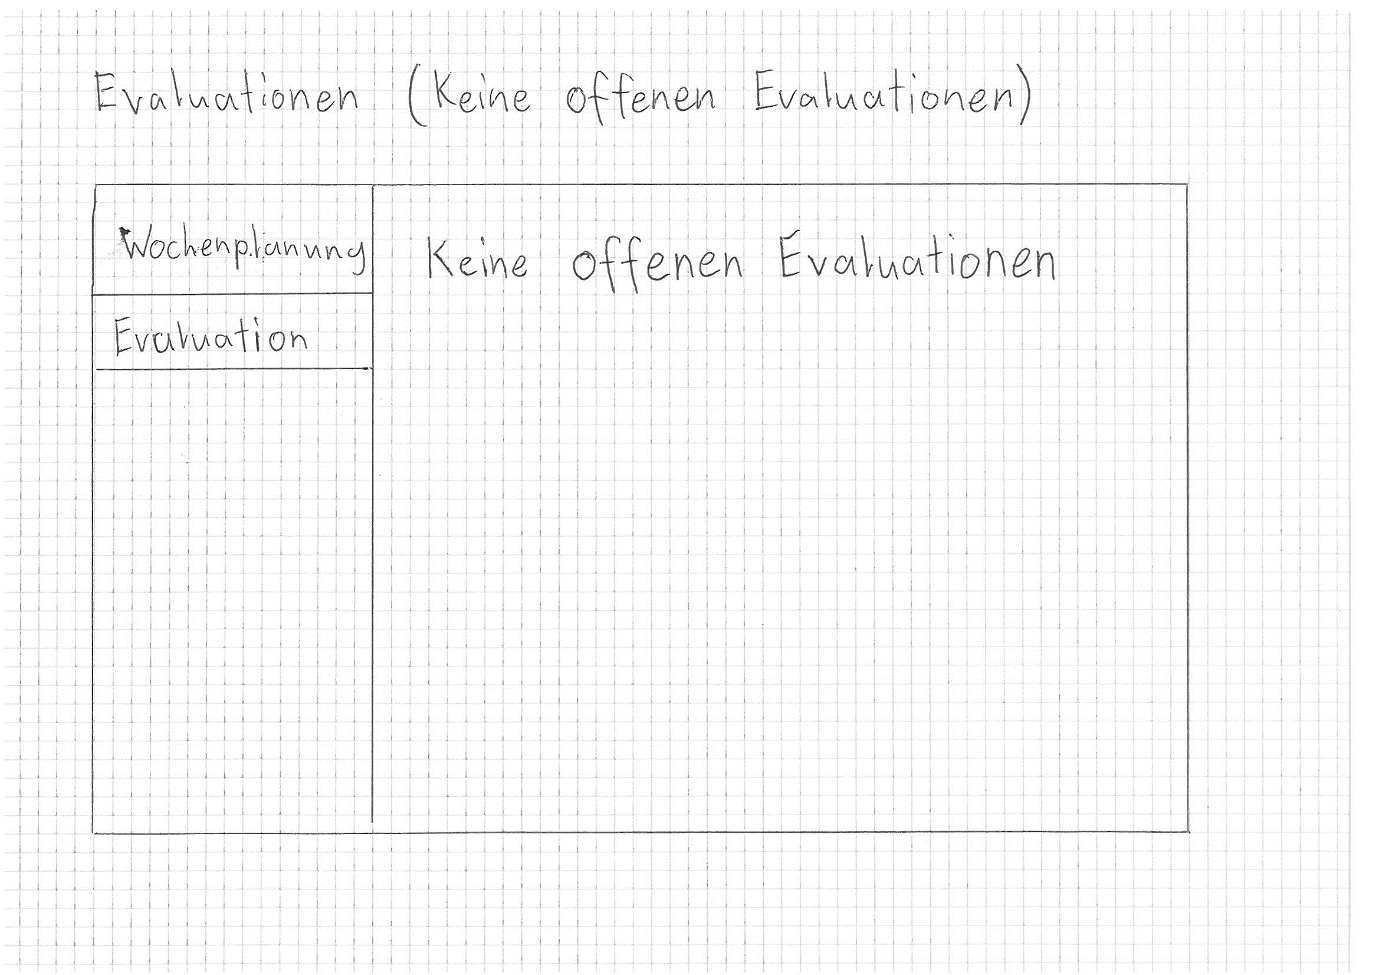 Evaluationen (Keine offenen Evaluationen)
Wochenplanung
Keine offenen Evaluationen
Evaluation